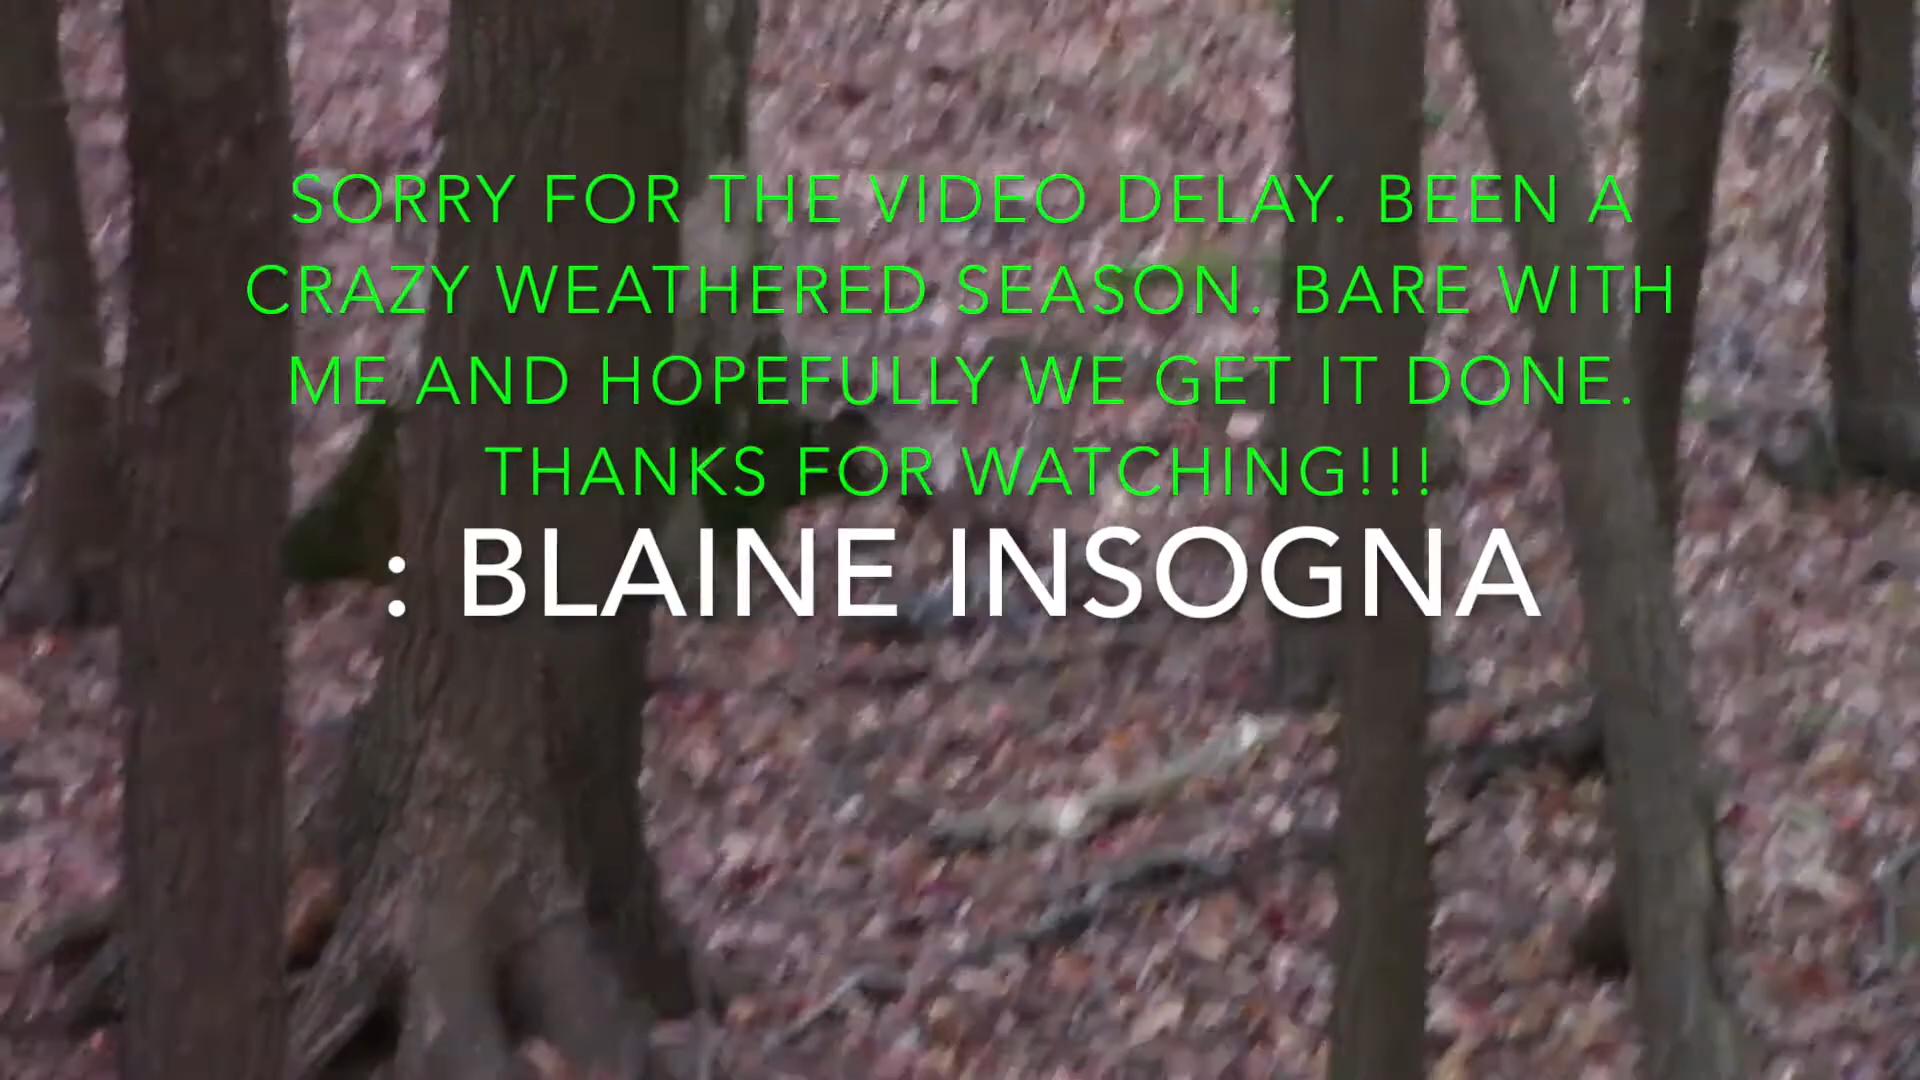 SORRY FOR THE VIDEO DELAY. BEEN A
CRAZY WEATHERED SEASON. BARE WITH
ME AND HOPEFULLY WE GET IT DONE.
THANKS FOR WATCHING!!!
: BLAINE INSOGNA